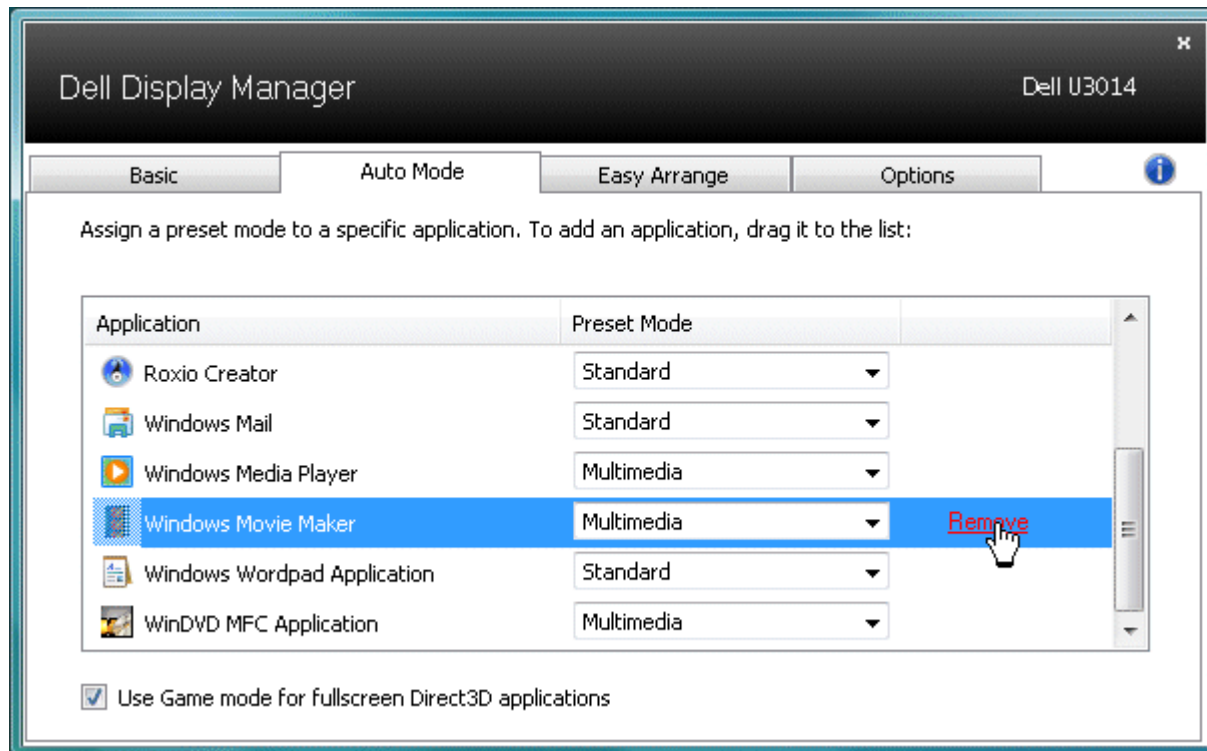 x
Dell Display Manager
Dell U3014
Basic
Auto Mode
Easy Arrange
Options
i
Assign a preset mode to a specific application. To add an application, drag it to the list:
Application Preset Mode
Roxio Creator Standard
Windows Mail Standard
Windows Media Player Multimedia
Windows Movie Maker Multimedia Remove
Windows Wordpad Application Standard
WinDVD MFC Application Multimedia
Use Game mode for fullscreen Direct3D applications